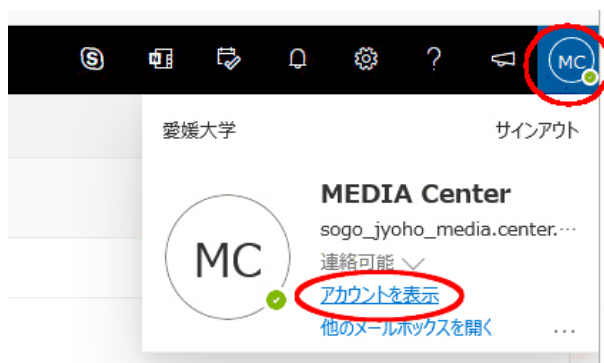 MC
愛媛大学 サインアウト
MC
MEDIA Center
sogo_jyoho_media.center.…
連絡可能
アカウントを表示
他のメールボックスを開く …